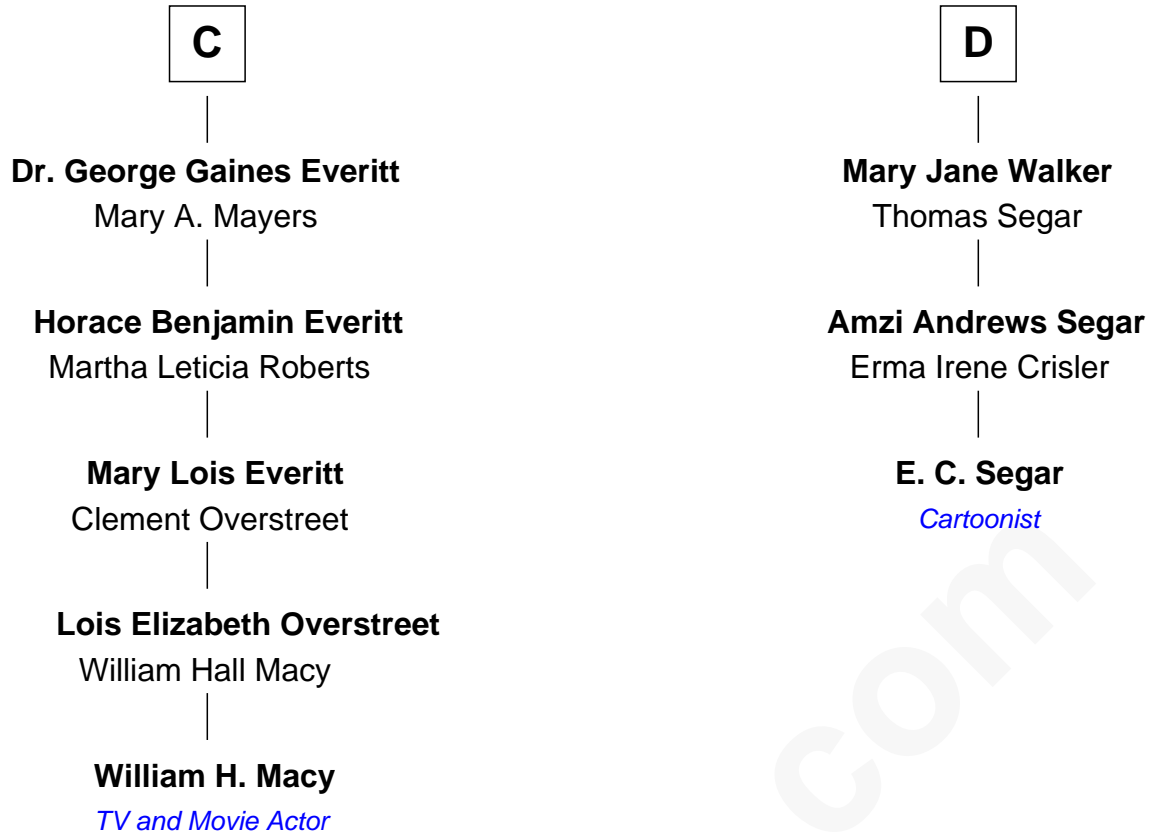 C
Dr. George Gaines Everitt
Mary A. Mayers
Horace Benjamin Everitt
Martha Leticia Roberts
Mary Lois Everitt
Clement Overstreet
Lois Elizabeth Overstreet
William Hall Macy
William H. Macy
TV and Movie Actor
D
Mary Jane Walker
Thomas Segar
Amzi Andrews Segar
Erma Irene Crisler
E. C. Segar
Cartoonist
com